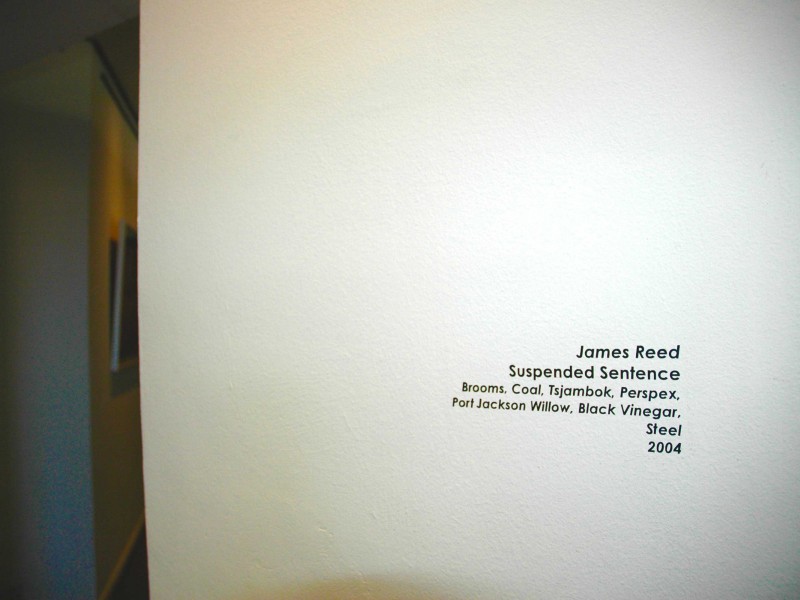 James Reed
Suspended Sentence
Brooms, Coal, Tsjambok, Perspex,
Port Jackson Willow, Black Vinegar,
Steel
2004